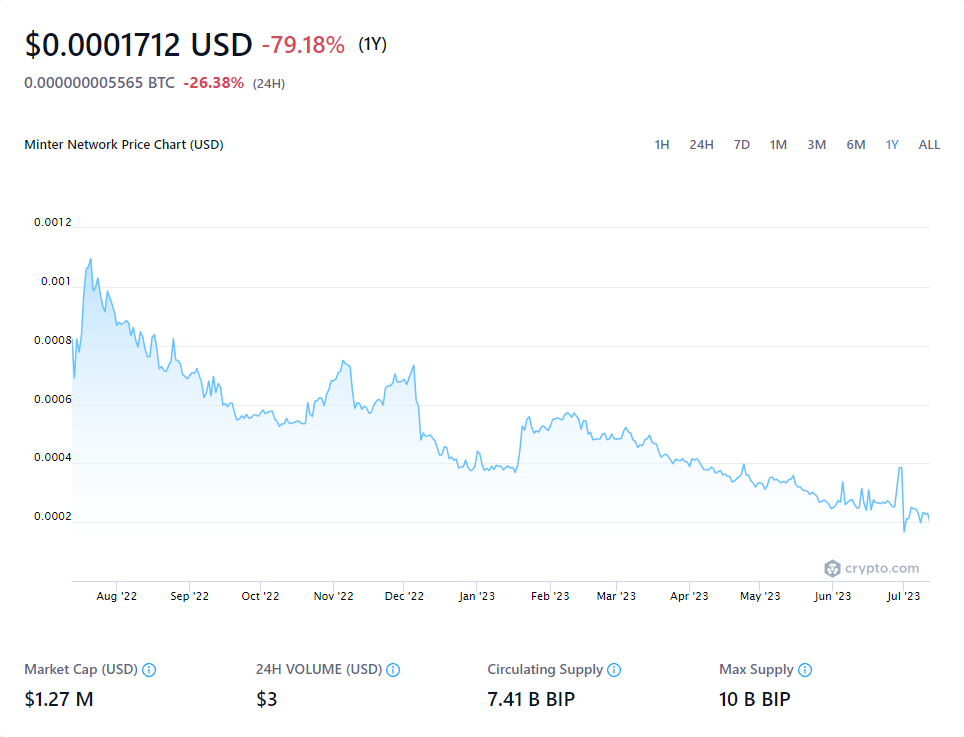 $0.0001712 USD -79.18% (1Y)
0.000000005565 BTC -26.38% (24H)
Minter Network Price Chart (USD) 1H 24H 7D 1M 3M 6M 1Y ALL
0.0012
0.001
0.0008
0.0006
0.0004
0.0002
crypto.com
Aug '22 Sep '22 Oct '22 Nov '22 Dec '22 Jan '23 Feb '23 Mar '23 Apr '23 May '23 Jun '23 Jul '23
Market Cap (USD) 24H VOLUME (USD) Circulating Supply Max Supply
$1.27 M $3 7.41 B BIP 10 B BIP